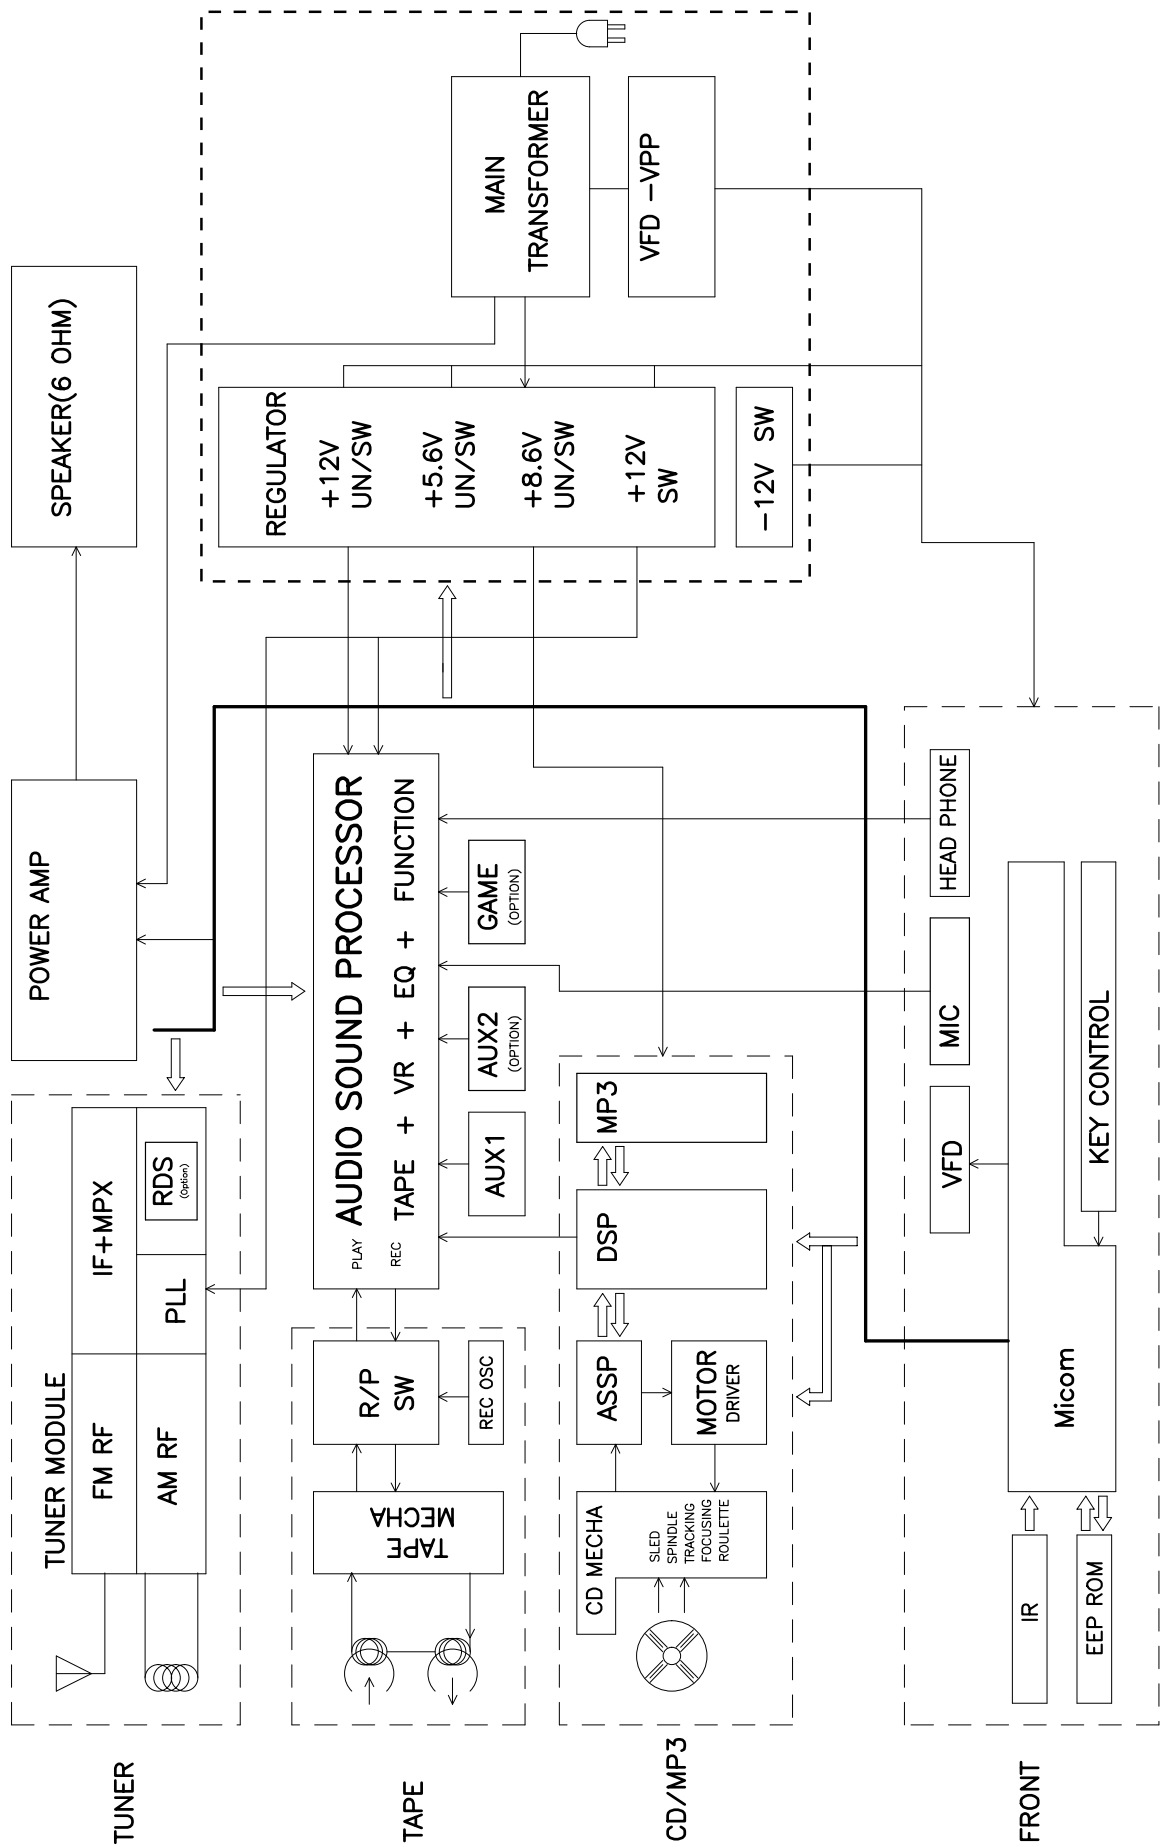 TUNER
TUNER MODULE
FM RF
IF+MPX
AM RF
PLL
RDS
(Option)
POWER AMP
SPEAKER(6 OHM)
TAPE
TAPE
MECHA
R/P
SW
REC OSC
PLAY
REC
AUDIO SOUND PROCESSOR
TAPE + VR + EQ + FUNCTION
AUX1
AUX2
(OPTION)
GAME
(OPTION)
REGULATOR
+12V
UN/SW
+5.6V
UN/SW
+8.6V
UN/SW
+12V
SW
-12V SW
MAIN
TRANSFORMER
VFD -VPP
CD/MP3
CD MECHA
SLED
SPINDLE
TRACKING
FOCUSING
ROULETTE
ASSP
MOTOR
DRIVER
DSP
MP3
FRONT
IR
EEP ROM
Micom
VFD
MIC
HEAD PHONE
KEY CONTROL